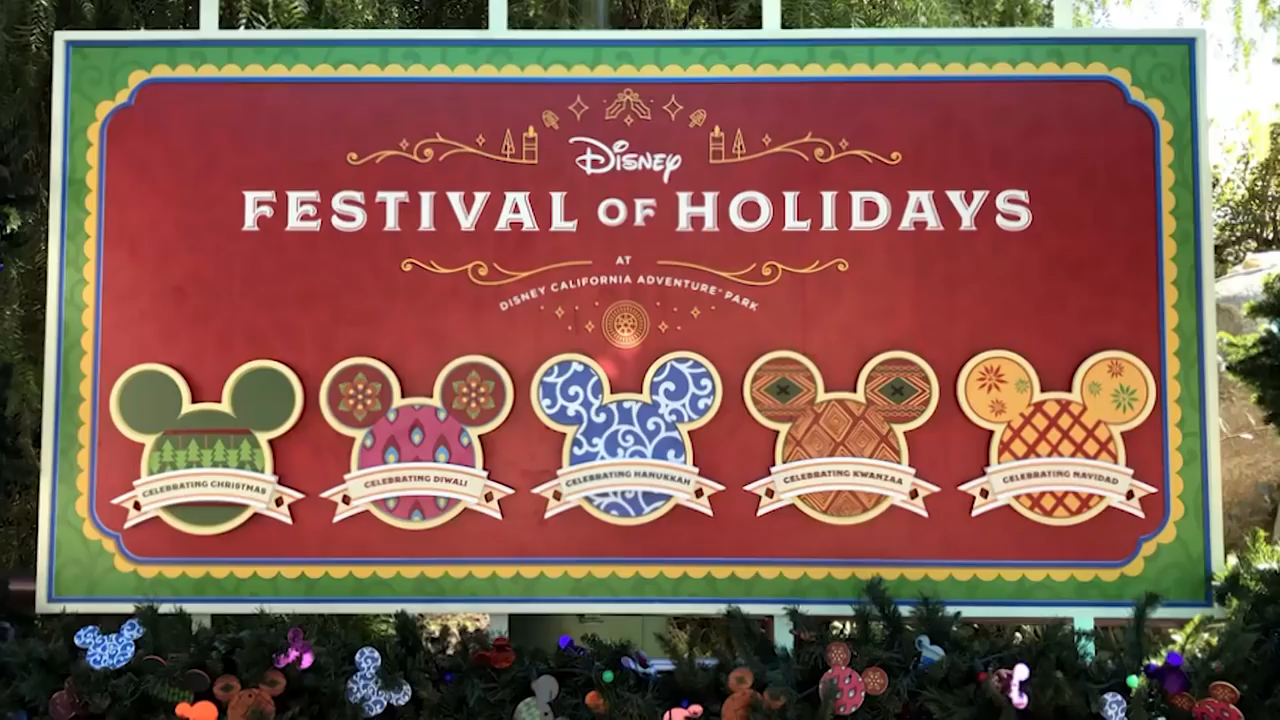 Disney
FESTIVAL OF HOLIDAYS
AT
DISNEY CALIFORNIA ADVENTURE® PARK
CELEBRATING CHRISTMAS
CELEBRATING DIWALI
CELEBRATING HANUKKAH
CELEBRATING KWANZAA
CELEBRATING NAVIDAD